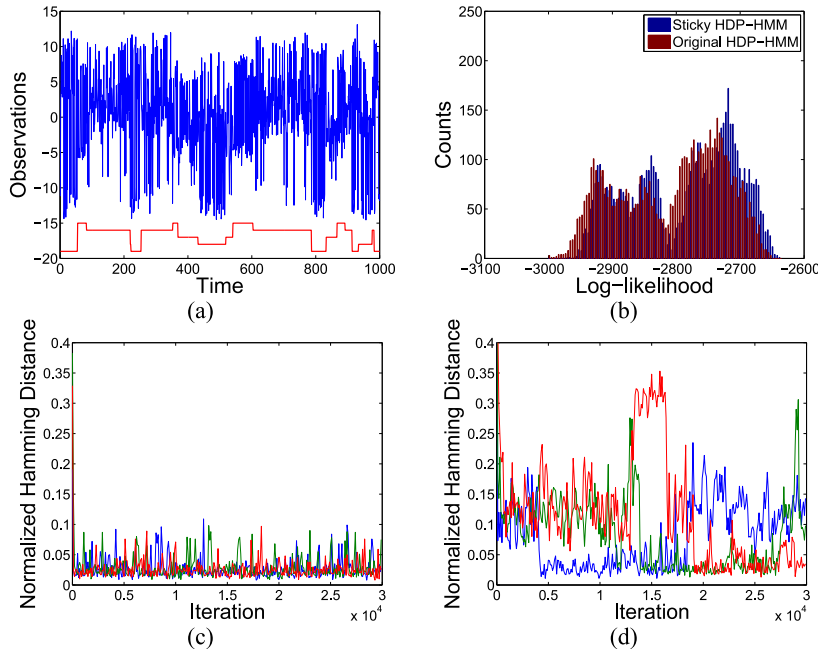 15
10
5
0
−5
−10
−15
−20
Observations
0 200 400 600 800 1000
Time
(a)
250
200
150
100
50
0
Counts
Sticky HDP−HMM
Original HDP−HMM
−3100 −3000 −2900 −2800 −2700 −2600
Log−likelihood
(b)
0.4
0.35
0.3
0.25
0.2
0.15
0.1
0.05
0
Normalized Hamming Distance
0 0.5 1 1.5 2 2.5 3
Iteration
x 10^4
(c)
0.4
0.35
0.3
0.25
0.2
0.15
0.1
0.05
0
Normalized Hamming Distance
0 0.5 1 1.5 2 2.5 3
Iteration
x 10^4
(d)